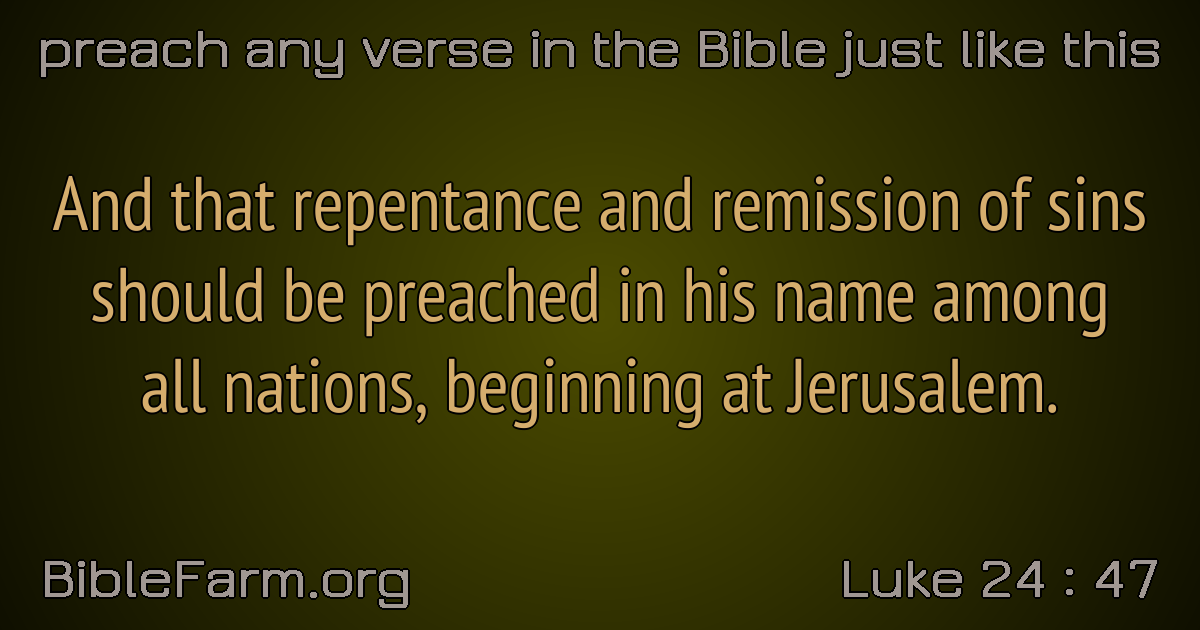 preach any verse in the Bible just like this
And that repentance and remission of sins
should be preached in his name among
all nations, beginning at Jerusalem.
BibleFarm.org
Luke 24 : 47